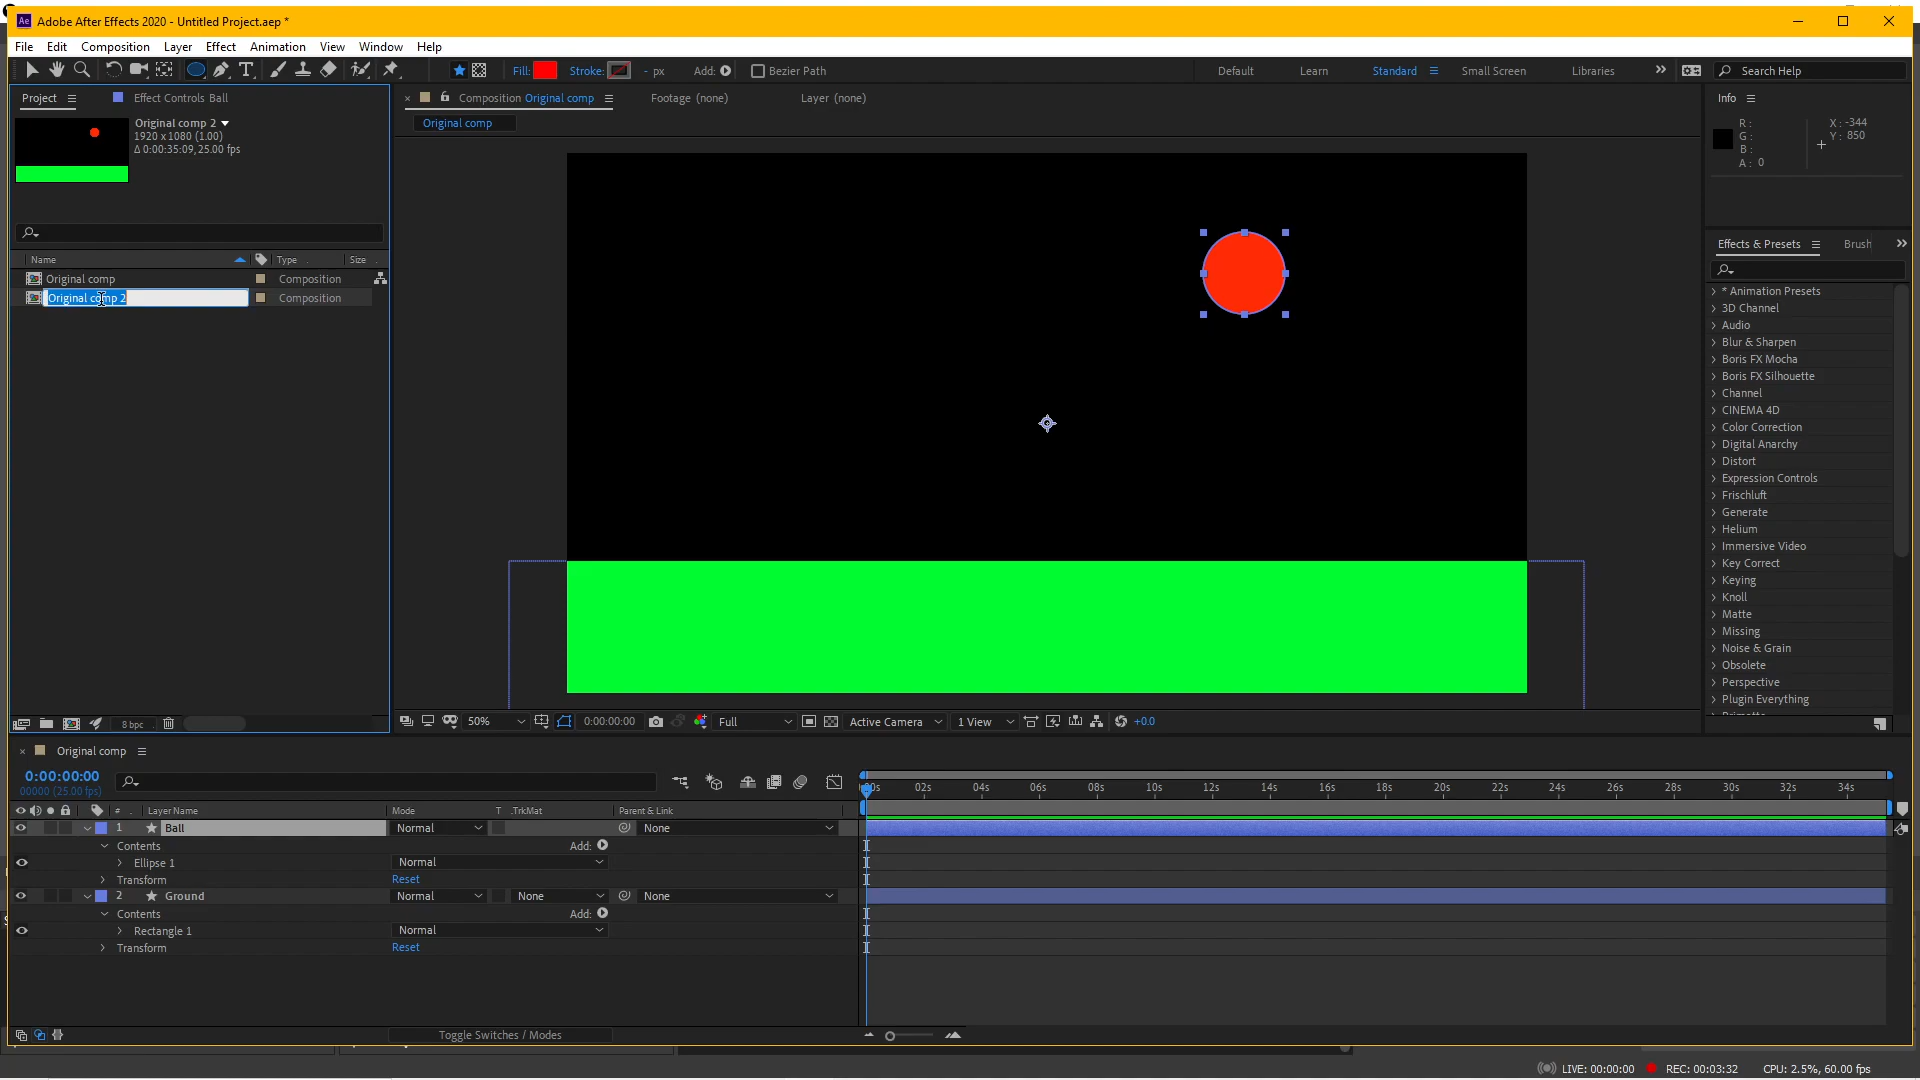 Adobe After Effects 2020 - Untitled Project.aep *
File Edit Composition Layer Effect Animation View Window Help
Fill: Stroke: - px Add: Bezier Path Default Learn Standard Small Screen Libraries Search Help
Project Effect Controls Ball
Original comp 2
1920 x 1080 (1.00)
Δ 0:00:35:09, 25.00 fps
Name Type Size
Original comp Composition
Original comp 2 Composition
8 bpc
Composition Original comp Footage (none) Layer (none)
Original comp
50% 0:00:00:00 Full Active Camera 1 View +0.0
Info
R: X: -344
G: Y: 850
B:
A: 0
Effects & Presets Brush
* Animation Presets
3D Channel
Audio
Blur & Sharpen
Boris FX Mocha
Boris FX Silhouette
Channel
CINEMA 4D
Color Correction
Digital Anarchy
Distort
Expression Controls
Frischluft
Generate
Helium
Immersive Video
Key Correct
Keying
Knoll
Matte
Missing
Noise & Grain
Obsolete
Perspective
Plugin Everything
Original comp
0:00:00:00
00000 (25.00 fps)
02s 04s 06s 08s 10s 12s 14s 16s 18s 20s 22s 24s 26s 28s 30s 32s 34s
# Layer Name Mode T .TrkMat Parent & Link
1 Ball Normal None
Contents Add:
Ellipse 1 Normal
Transform Reset
2 Ground Normal None None
Contents Add:
Rectangle 1 Normal
Transform Reset
Toggle Switches / Modes
LIVE: 00:00:00 REC: 00:03:32 CPU: 2.5%, 60.00 fps